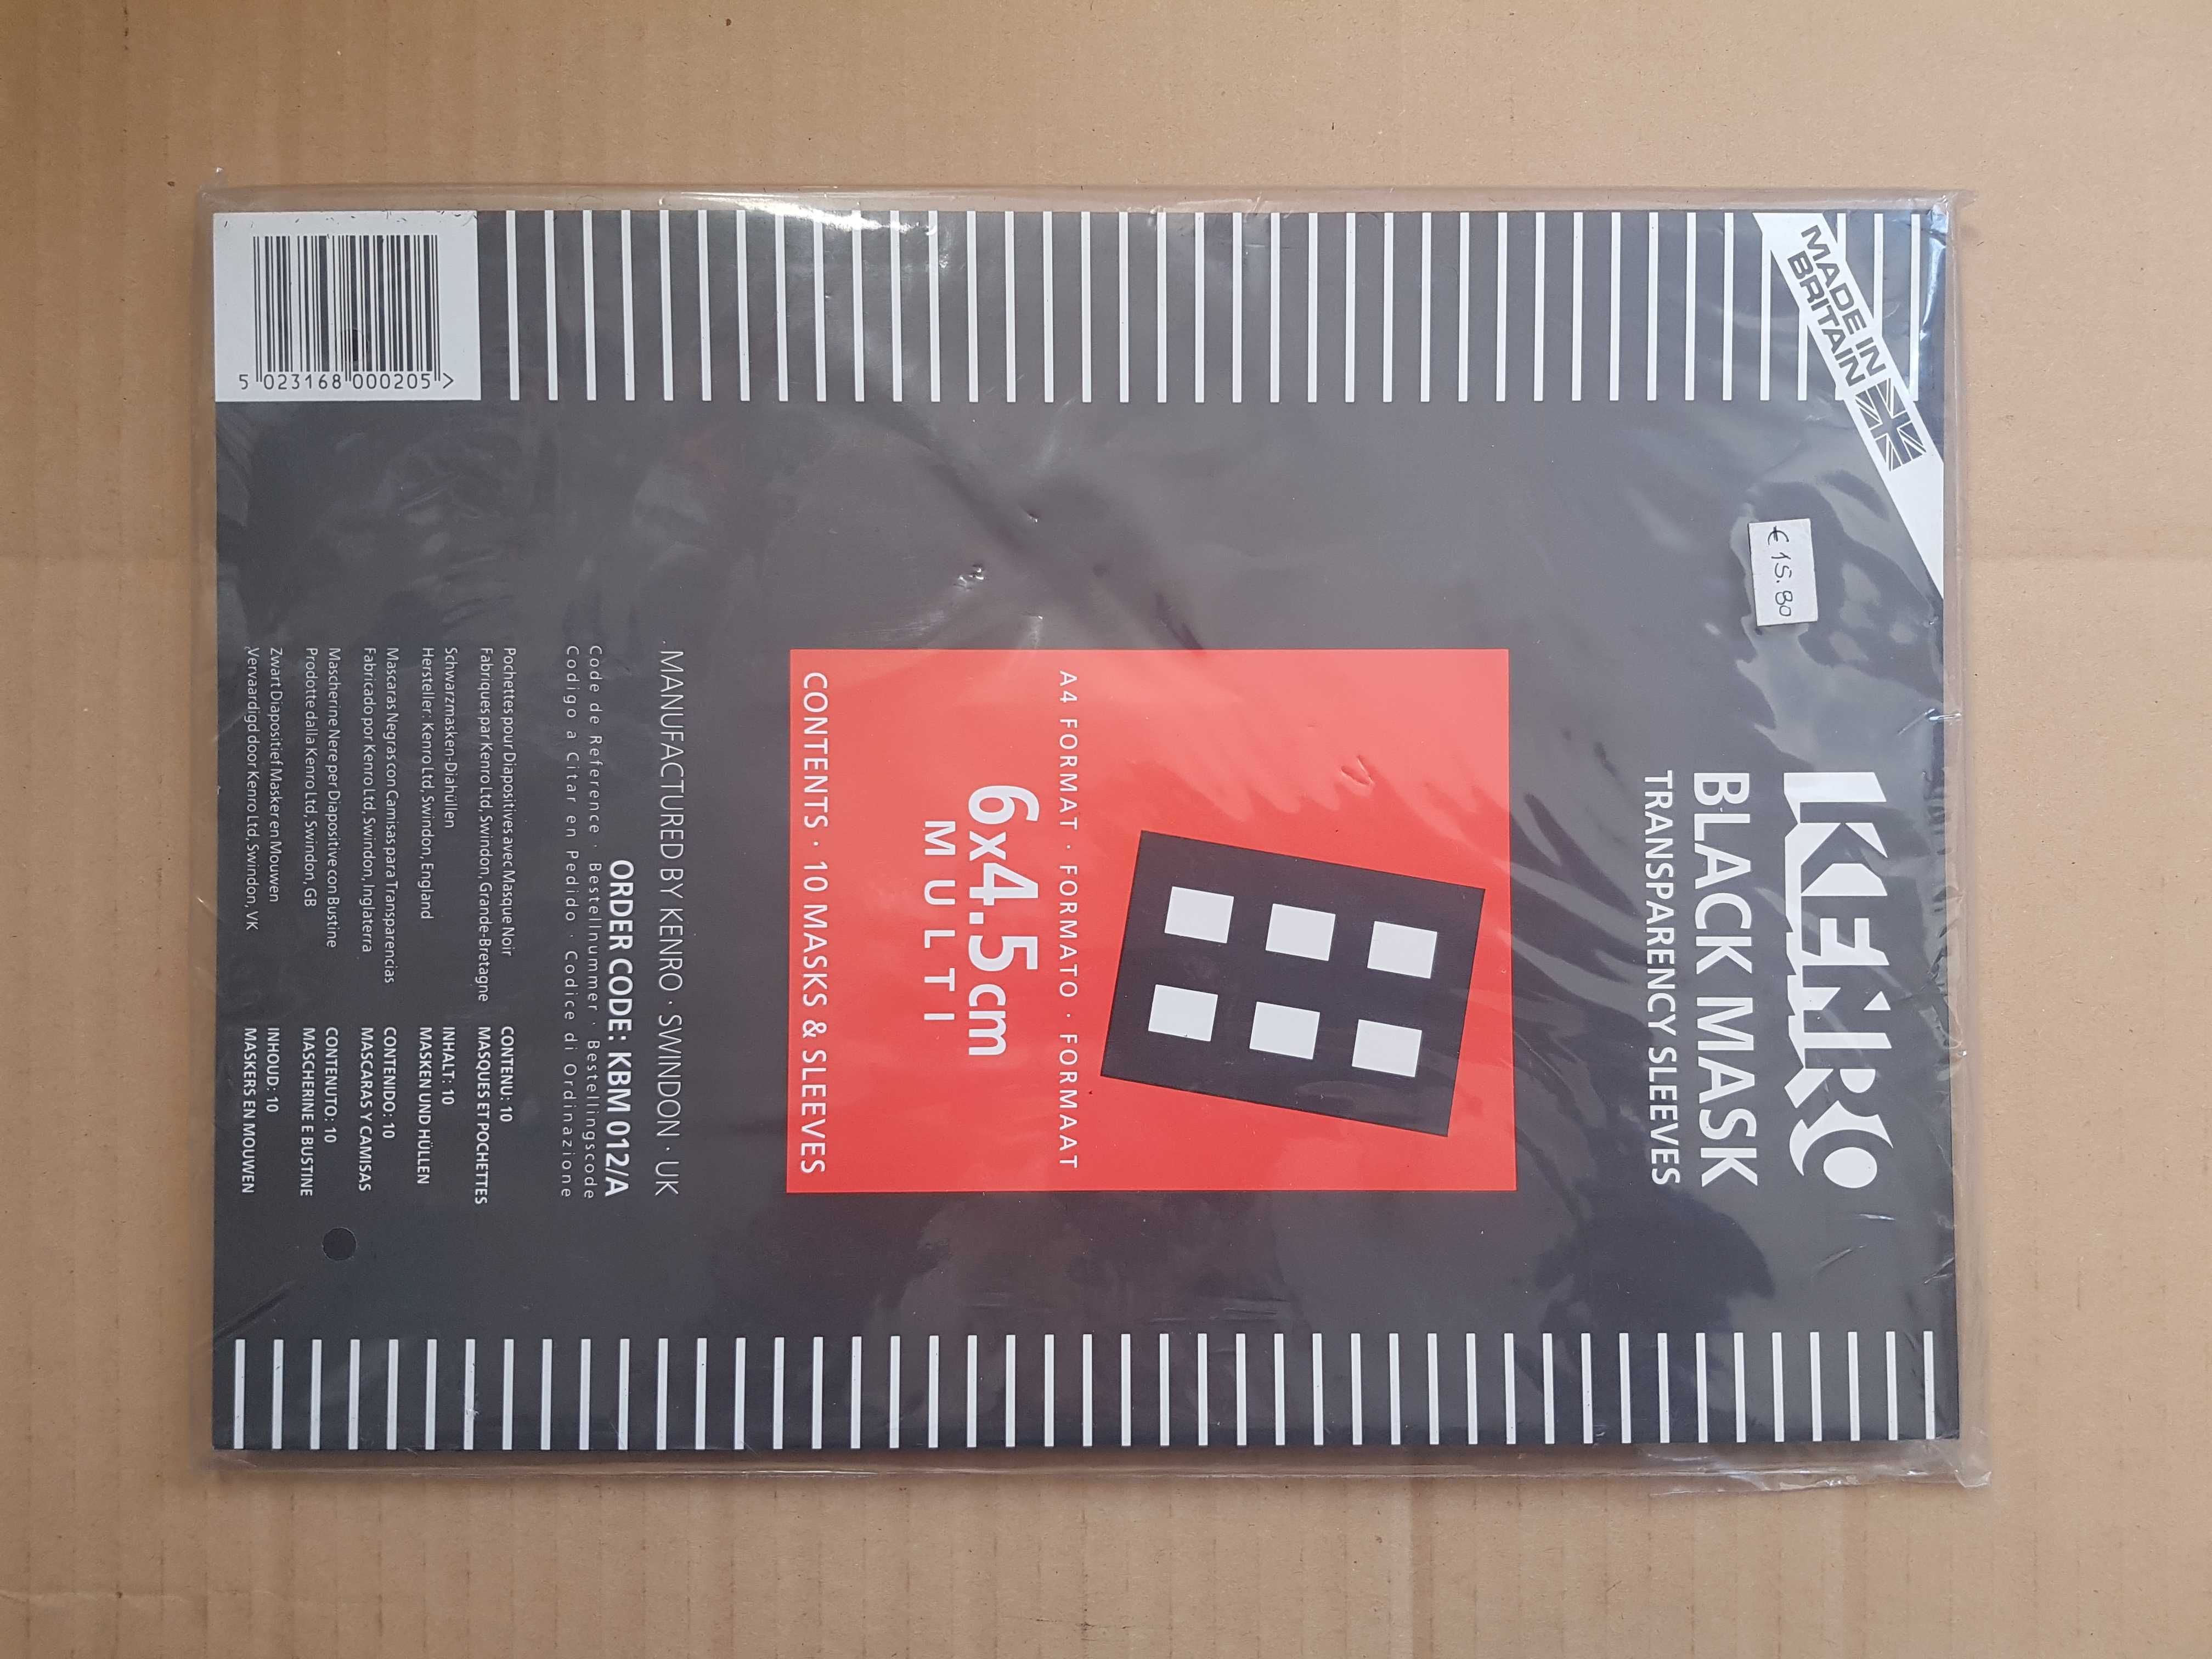 MADE IN
BRITAIN
€ 15.80
KENRO
BLACK MASK
TRANSPARENCY SLEEVES
A4 FORMAT · FORMATO · FORMAAT
6x4.5cm
MULTI
CONTENTS · 10 MASKS & SLEEVES
MANUFACTURED BY KENRO · SWINDON · UK
ORDER CODE: KBM 012/A
Code de Reference · Bestellnummer · Bestellingscode
Codigo a Citar en Pedido · Codice di Ordinazione
Pochettes pour Diapositives avec Masque Noir
Fabriques par Kenro Ltd, Swindon, Grande-Bretagne
CONTENU: 10
MASQUES ET POCHETTES
Schwarzmasken-Diahüllen
Hersteller: Kenro Ltd, Swindon, England
INHALT: 10
MASKEN UND HÜLLEN
Mascaras Negras con Camisas para Transparencias
Fabricado por Kenro Ltd, Swindon, Inglaterra
CONTENIDO: 10
MASCARAS Y CAMISAS
Mascherine Nere per Diapositive con Bustine
Prodotte dalla Kenro Ltd, Swindon, GB
CONTENUTO: 10
MASCHERINE E BUSTINE
Zwart Diapositief Masker en Mouwen
Vervaardigd door Kenro Ltd, Swindon, VK
INHOUD: 10
MASKERS EN MOUWEN
5 023168 000205 >